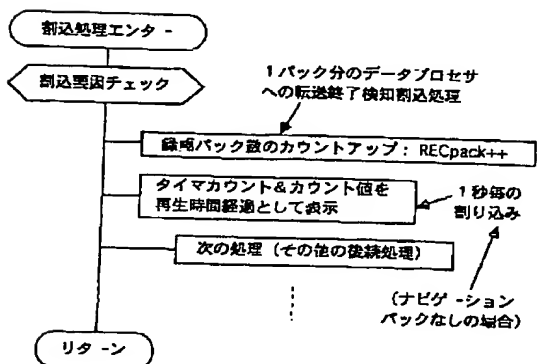 割込処理エンター
割込要因チェック
1パック分のデータプロセサ
への転送終了検知割込処理
録画パック数のカウントアップ: RECpack++
タイマカウント&カウント値を
再生時間経過として表示
1秒毎の
割り込み
次の処理 (その他の後続処理)
(ナビゲーション
パックなしの場合)
リターン